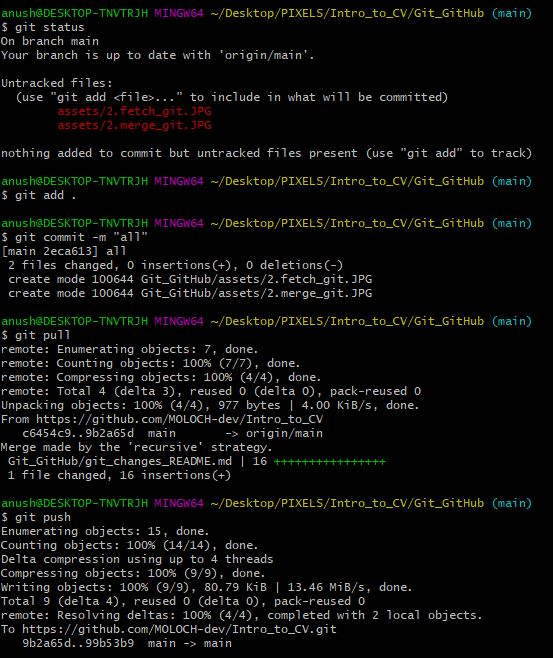 anush@DESKTOP-TNVTRJH MINGW64 ~/Desktop/PIXELS/Intro_to_CV/Git_GitHub (main)
$ git status
On branch main
Your branch is up to date with 'origin/main'.
Untracked files:
(use "git add <file>..." to include in what will be committed)
assets/2.fetch_git.JPG
assets/2.merge_git.JPG
nothing added to commit but untracked files present (use "git add" to track)
anush@DESKTOP-TNVTRJH MINGW64 ~/Desktop/PIXELS/Intro_to_CV/Git_GitHub (main)
$ git add .
anush@DESKTOP-TNVTRJH MINGW64 ~/Desktop/PIXELS/Intro_to_CV/Git_GitHub (main)
$ git commit -m "all"
[main 2eca613] all
2 files changed, 0 insertions(+), 0 deletions(-)
create mode 100644 Git_GitHub/assets/2.fetch_git.JPG
create mode 100644 Git_GitHub/assets/2.merge_git.JPG
anush@DESKTOP-TNVTRJH MINGW64 ~/Desktop/PIXELS/Intro_to_CV/Git_GitHub (main)
$ git pull
remote: Enumerating objects: 7, done.
remote: Counting objects: 100% (7/7), done.
remote: Compressing objects: 100% (4/4), done.
remote: Total 4 (delta 3), reused 0 (delta 0), pack-reused 0
Unpacking objects: 100% (4/4), 977 bytes | 4.00 KiB/s, done.
From https://github.com/MOLOCH-dev/Intro_to_CV
c6454c9..9b2a65d main -> origin/main
Merge made by the 'recursive' strategy.
Git_GitHub/git_changes_README.md | 16 ++++++++++++++++
1 file changed, 16 insertions(+)
anush@DESKTOP-TNVTRJH MINGW64 ~/Desktop/PIXELS/Intro_to_CV/Git_GitHub (main)
$ git push
Enumerating objects: 15, done.
Counting objects: 100% (14/14), done.
Delta compression using up to 4 threads
Compressing objects: 100% (9/9), done.
Writing objects: 100% (9/9), 80.79 KiB | 13.46 MiB/s, done.
Total 9 (delta 4), reused 0 (delta 0), pack-reused 0
remote: Resolving deltas: 100% (4/4), completed with 2 local objects.
To https://github.com/MOLOCH-dev/Intro_to_CV.git
9b2a65d..99b53b9 main -> main